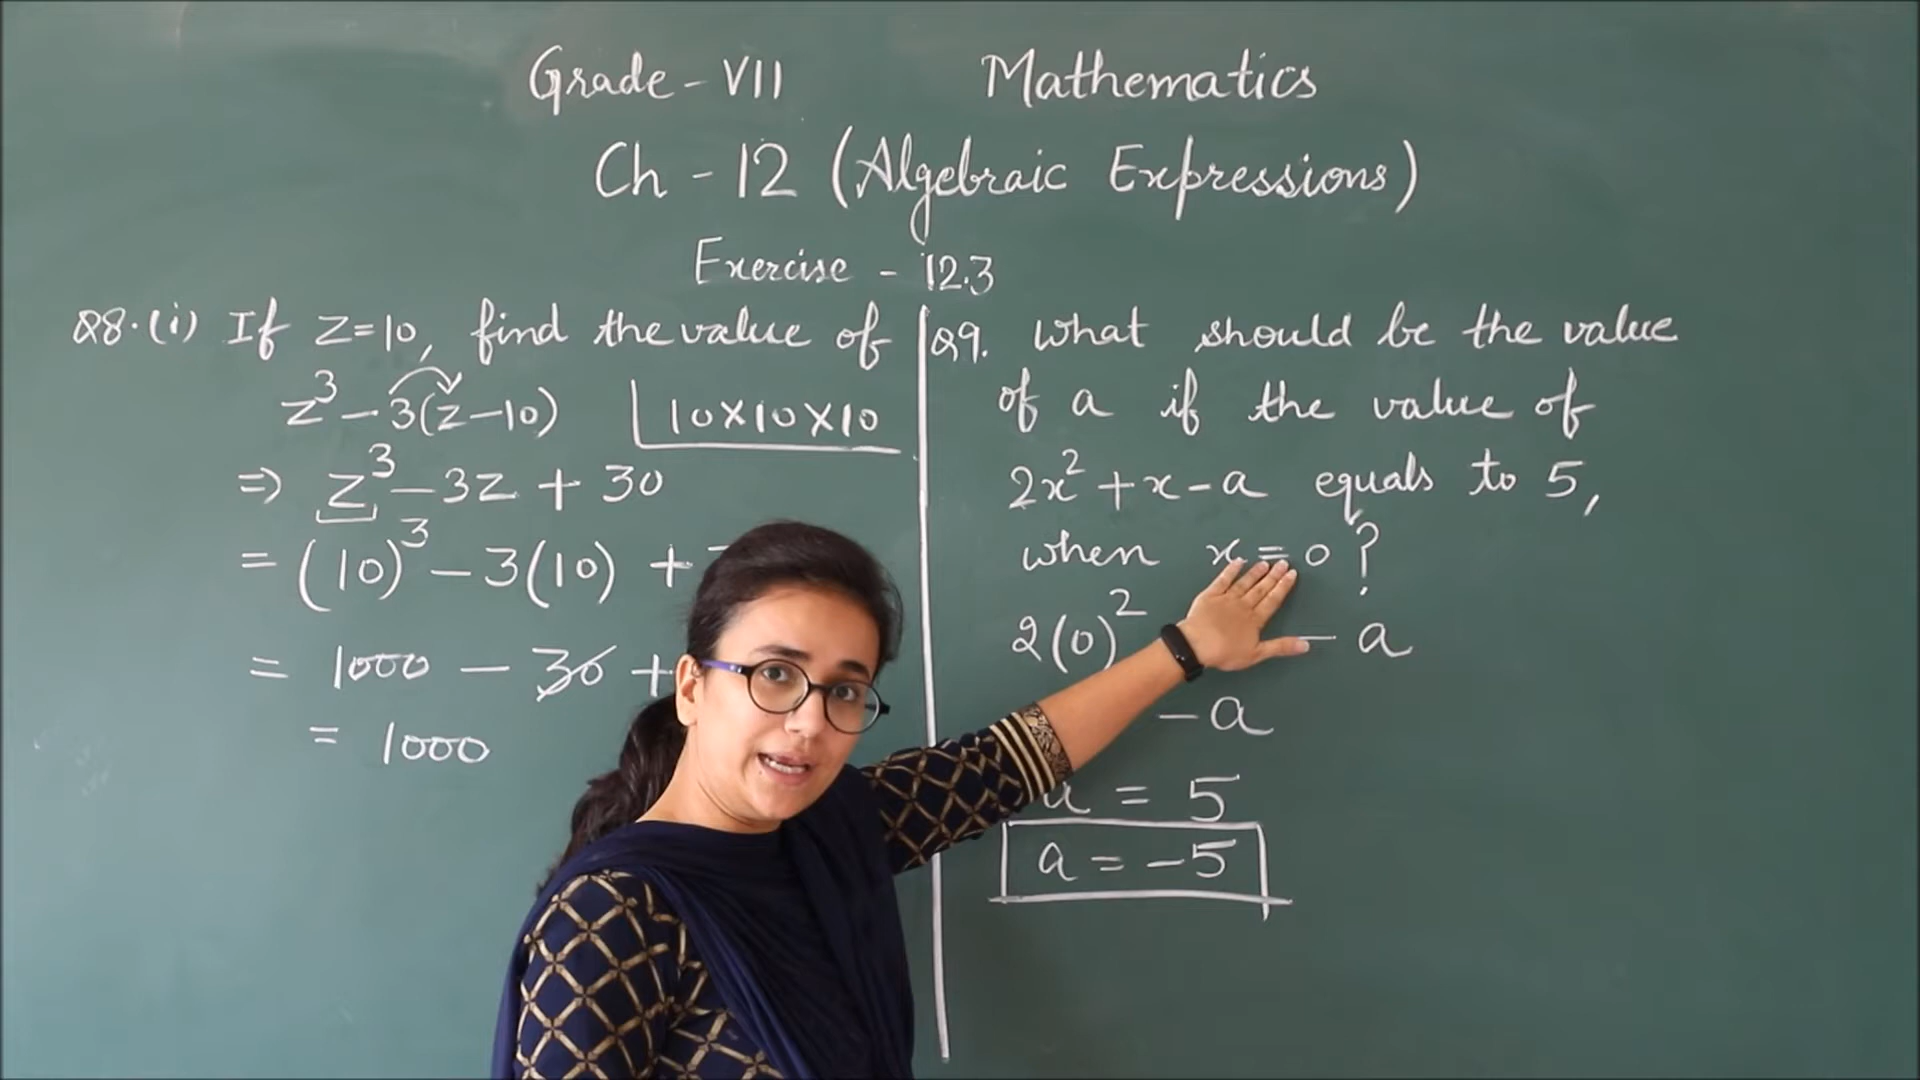 Grade - VII Mathematics
Ch - 12 (Algebraic Expressions)
Exercise - 12.3
Q8. (i) If z=10, find the value of
z³ - 3(z-10)
10×10×10
⇒ z³ - 3z + 30
= (10)³ - 3(10) +
= 1000 - 30 +
= 1000
Q9. What should be the value
of a if the value of
2x² + x - a equals to 5,
when x = 0 ?
2(0)² - a
- a
= 5
a = -5